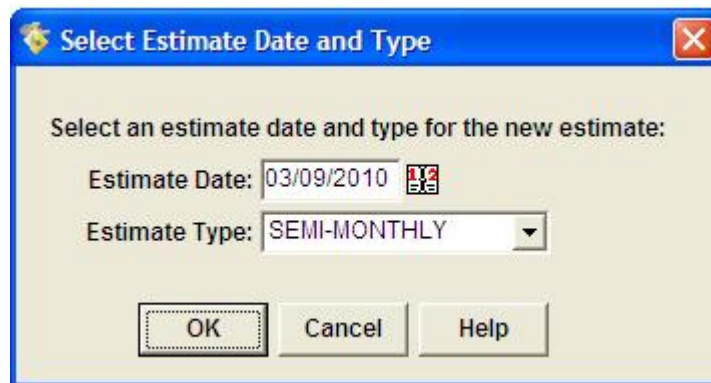 Select Estimate Date and Type
Select an estimate date and type for the new estimate:
Estimate Date: 03/09/2010
Estimate Type: SEMI-MONTHLY
OK Cancel Help